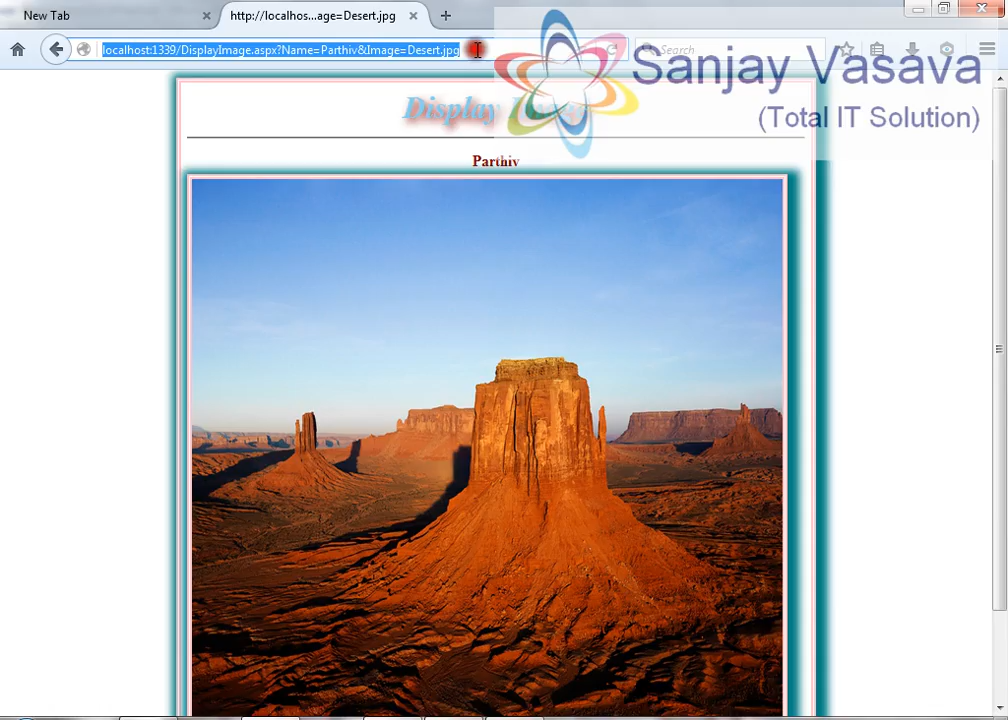 New Tab
http://localhos...age=Desert.jpg
localhost:1339/DisplayImage.aspx?Name=Parthiv&Image=Desert.jpg
Search
Sanjay Vasava
(Total IT Solution)
Display
Parthiv